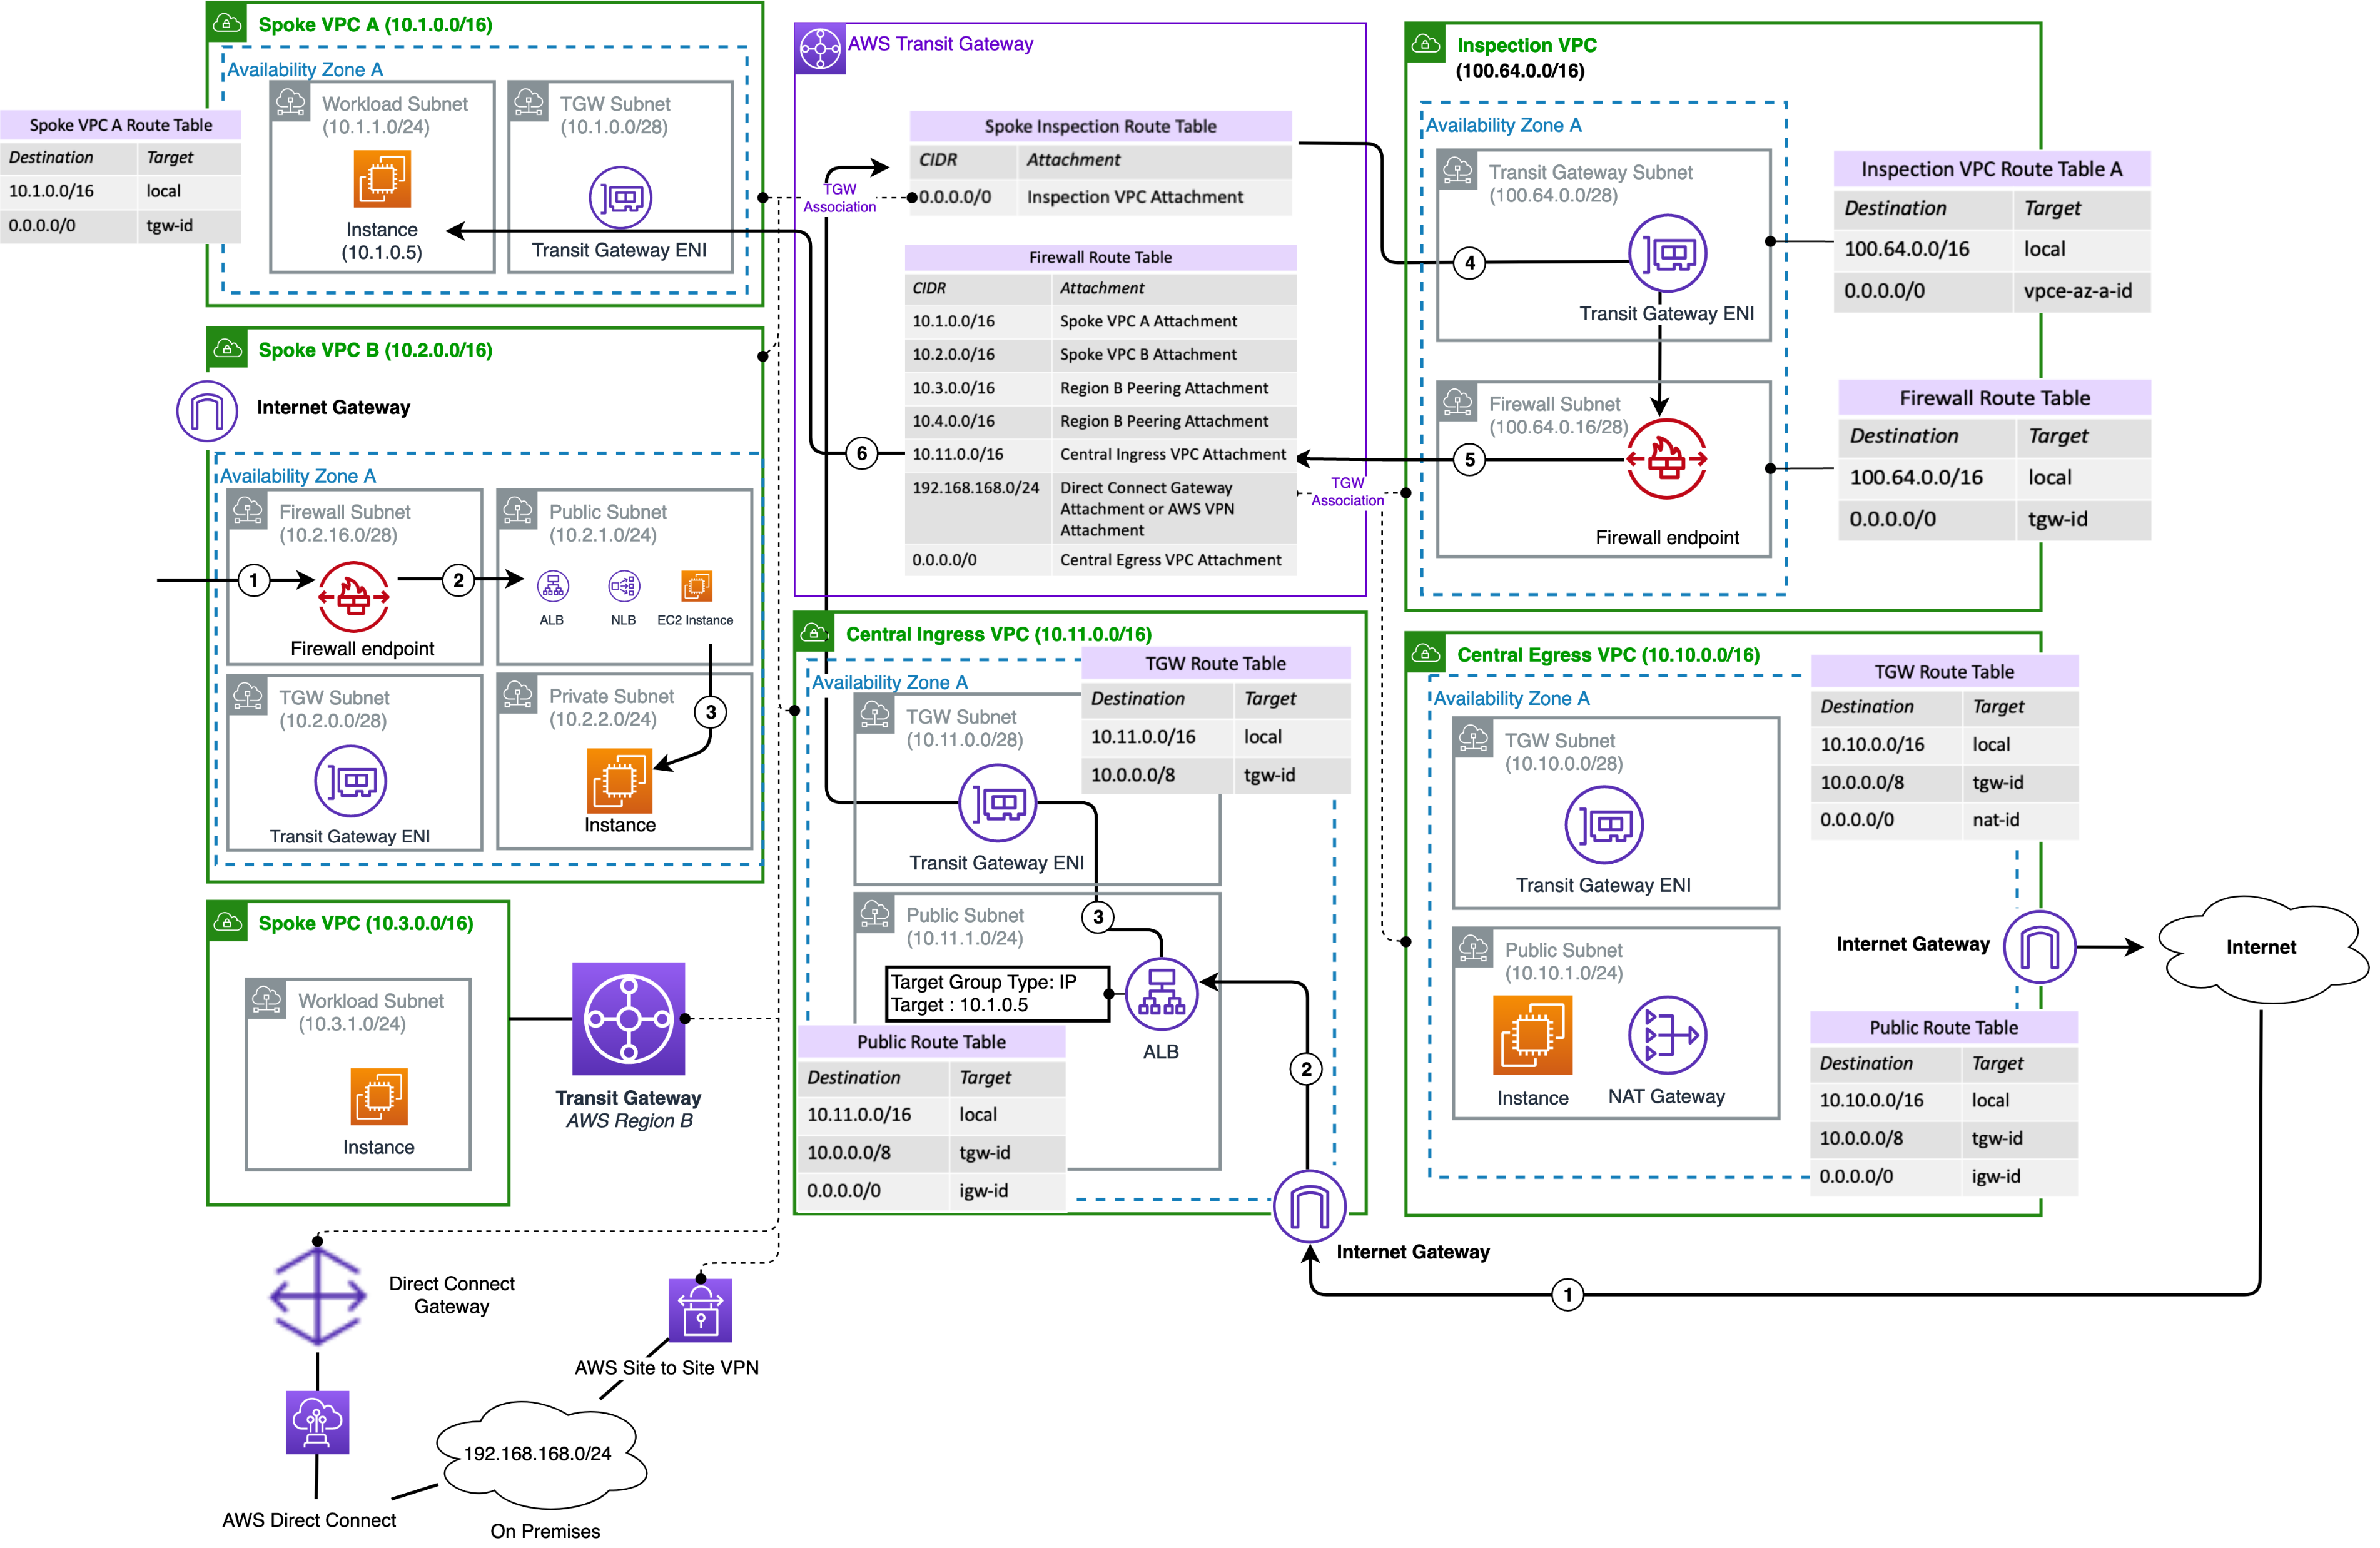 Spoke VPC A (10.1.0.0/16)
Availability Zone A
Workload Subnet
(10.1.1.0/24)
Instance
(10.1.0.5)
TGW Subnet
(10.1.0.0/28)
Transit Gateway ENI
Spoke VPC A Route Table
Destination Target
10.1.0.0/16 local
0.0.0.0/0 tgw-id
Spoke VPC B (10.2.0.0/16)
Internet Gateway
Availability Zone A
Firewall Subnet
(10.2.16.0/28)
1
Firewall endpoint
2
Public Subnet
(10.2.1.0/24)
ALB NLB EC2 Instance
TGW Subnet
(10.2.0.0/28)
Transit Gateway ENI
Private Subnet
(10.2.2.0/24)
3
Instance
Spoke VPC (10.3.0.0/16)
Workload Subnet
(10.3.1.0/24)
Instance
Transit Gateway
AWS Region B
Direct Connect
Gateway
AWS Site to Site VPN
192.168.168.0/24
AWS Direct Connect
On Premises
AWS Transit Gateway
TGW
Association
Spoke Inspection Route Table
CIDR Attachment
0.0.0.0/0 Inspection VPC Attachment
Firewall Route Table
CIDR Attachment
10.1.0.0/16 Spoke VPC A Attachment
10.2.0.0/16 Spoke VPC B Attachment
10.3.0.0/16 Region B Peering Attachment
10.4.0.0/16 Region B Peering Attachment
10.11.0.0/16 Central Ingress VPC Attachment
192.168.168.0/24 Direct Connect Gateway
Attachment or AWS VPN
Attachment
0.0.0.0/0 Central Egress VPC Attachment
6
TGW
Association
Central Ingress VPC (10.11.0.0/16)
Availability Zone A
TGW Route Table
Destination Target
10.11.0.0/16 local
10.0.0.0/8 tgw-id
TGW Subnet
(10.11.0.0/28)
Transit Gateway ENI
Public Subnet
(10.11.1.0/24)
3
Target Group Type: IP
Target : 10.1.0.5
ALB
Public Route Table
Destination Target
10.11.0.0/16 local
10.0.0.0/8 tgw-id
0.0.0.0/0 igw-id
2
Internet Gateway
1
Inspection VPC
(100.64.0.0/16)
Availability Zone A
Transit Gateway Subnet
(100.64.0.0/28)
4
Transit Gateway ENI
Firewall Subnet
(100.64.0.16/28)
5
Firewall endpoint
Inspection VPC Route Table A
Destination Target
100.64.0.0/16 local
0.0.0.0/0 vpce-az-a-id
Firewall Route Table
Destination Target
100.64.0.0/16 local
0.0.0.0/0 tgw-id
Central Egress VPC (10.10.0.0/16)
Availability Zone A
TGW Subnet
(10.10.0.0/28)
Transit Gateway ENI
Public Subnet
(10.10.1.0/24)
Instance
NAT Gateway
TGW Route Table
Destination Target
10.10.0.0/16 local
10.0.0.0/8 tgw-id
0.0.0.0/0 nat-id
Internet Gateway
Internet
Public Route Table
Destination Target
10.10.0.0/16 local
10.0.0.0/8 tgw-id
0.0.0.0/0 igw-id